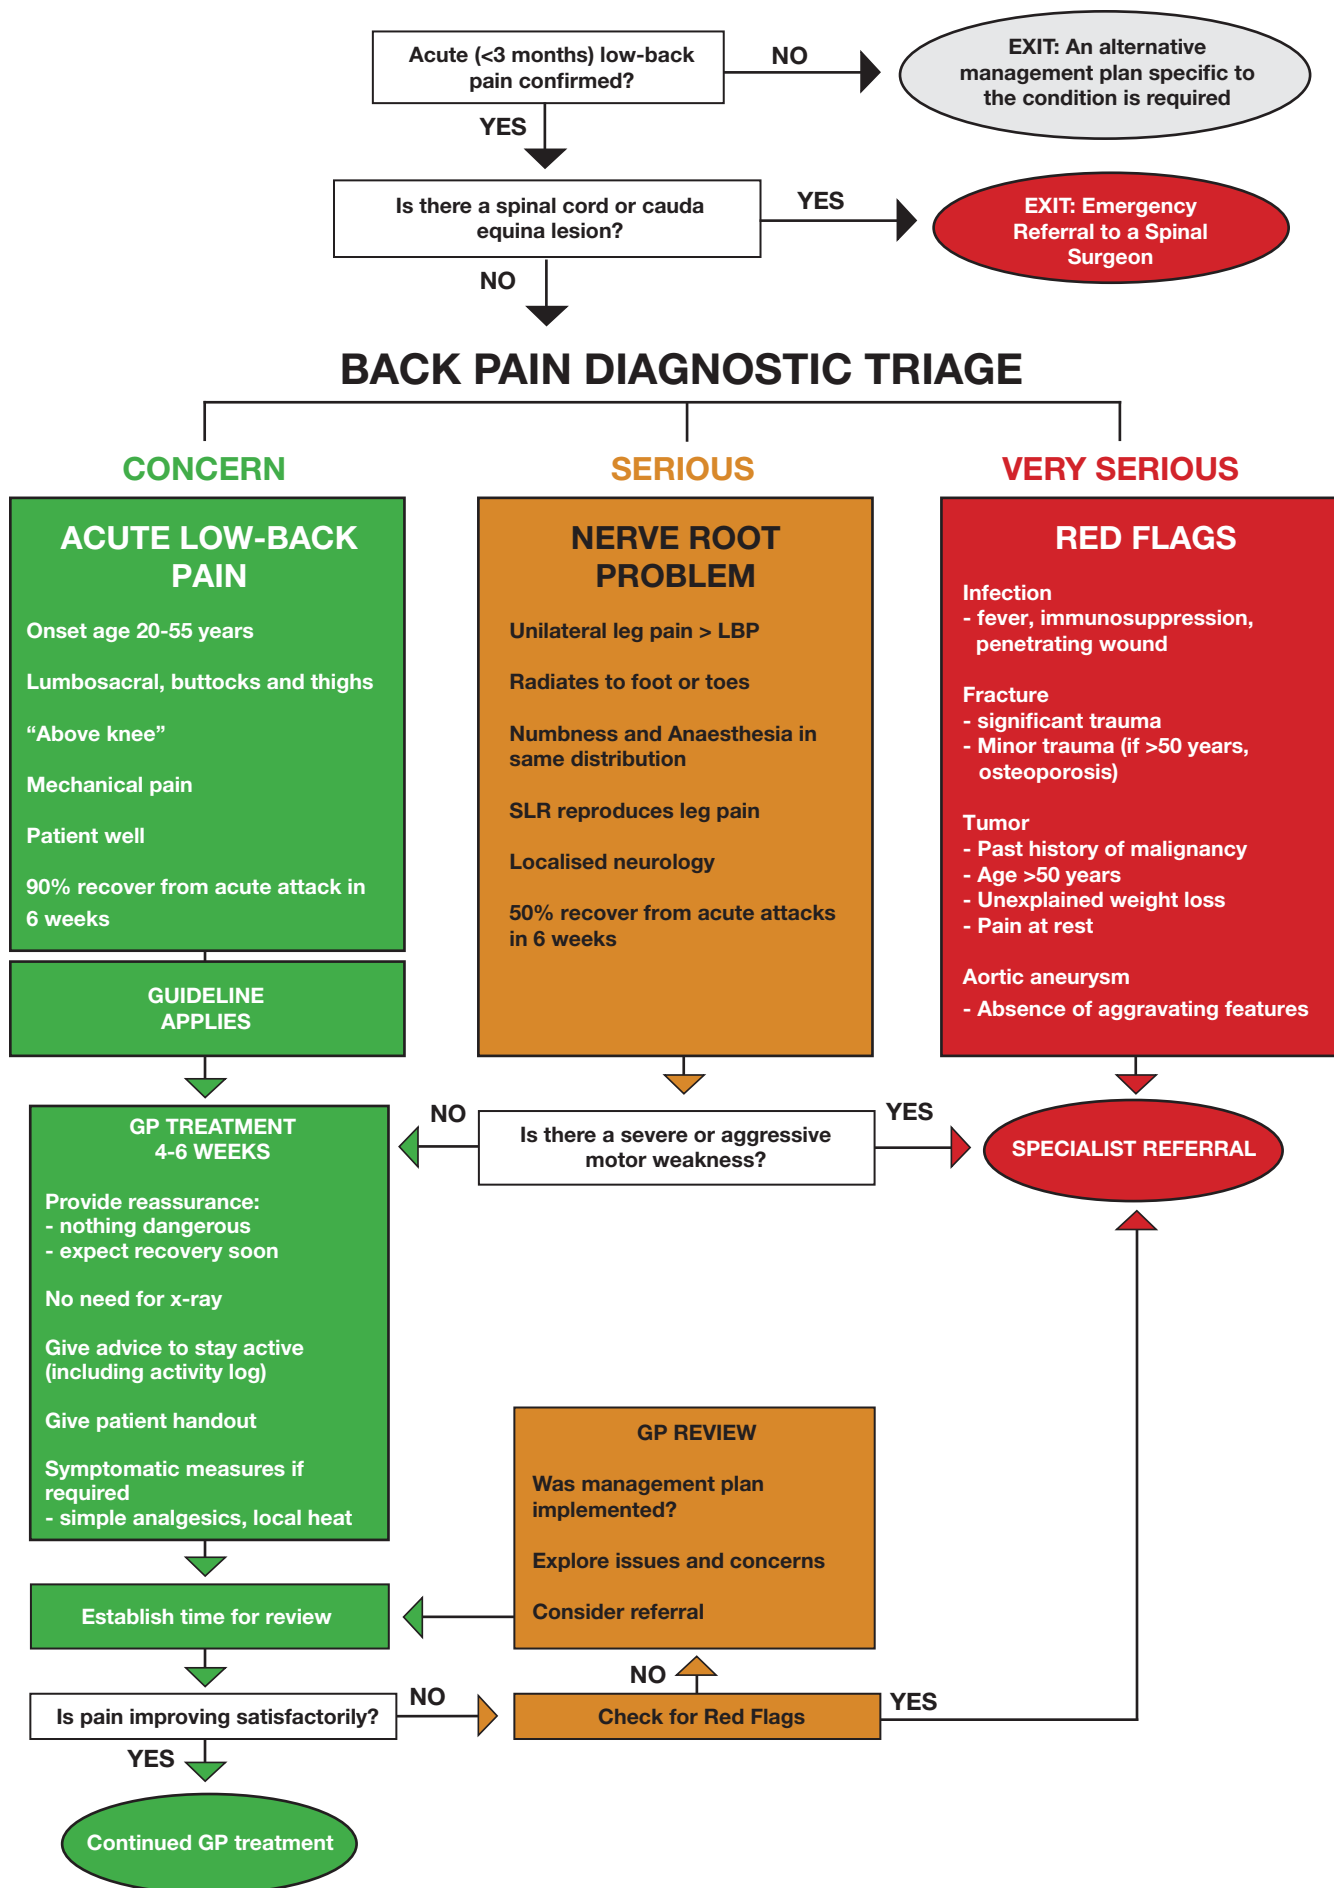 Acute (<3 months) low-back
pain confirmed?
NO
EXIT: An alternative
management plan specific to
the condition is required
YES
Is there a spinal cord or cauda
equina lesion?
YES
EXIT: Emergency
Referral to a Spinal
Surgeon
NO
BACK PAIN DIAGNOSTIC TRIAGE
CONCERN
ACUTE LOW-BACK
PAIN
Onset age 20-55 years
Lumbosacral, buttocks and thighs
“Above knee”
Mechanical pain
Patient well
90% recover from acute attack in
6 weeks
GUIDELINE
APPLIES
SERIOUS
NERVE ROOT
PROBLEM
Unilateral leg pain > LBP
Radiates to foot or toes
Numbness and Anaesthesia in
same distribution
SLR reproduces leg pain
Localised neurology
50% recover from acute attacks
in 6 weeks
VERY SERIOUS
RED FLAGS
Infection
- fever, immunosuppression,
penetrating wound
Fracture
- significant trauma
- Minor trauma (if >50 years,
osteoporosis)
Tumor
- Past history of malignancy
- Age >50 years
- Unexplained weight loss
- Pain at rest
Aortic aneurysm
- Absence of aggravating features
GP TREATMENT
4-6 WEEKS
Provide reassurance:
- nothing dangerous
- expect recovery soon
No need for x-ray
Give advice to stay active
(including activity log)
Give patient handout
Symptomatic measures if
required
- simple analgesics, local heat
NO
Is there a severe or aggressive
motor weakness?
YES
SPECIALIST REFERRAL
GP REVIEW
Was management plan
implemented?
Explore issues and concerns
Consider referral
Establish time for review
NO
Is pain improving satisfactorily?
NO
Check for Red Flags
YES
YES
Continued GP treatment